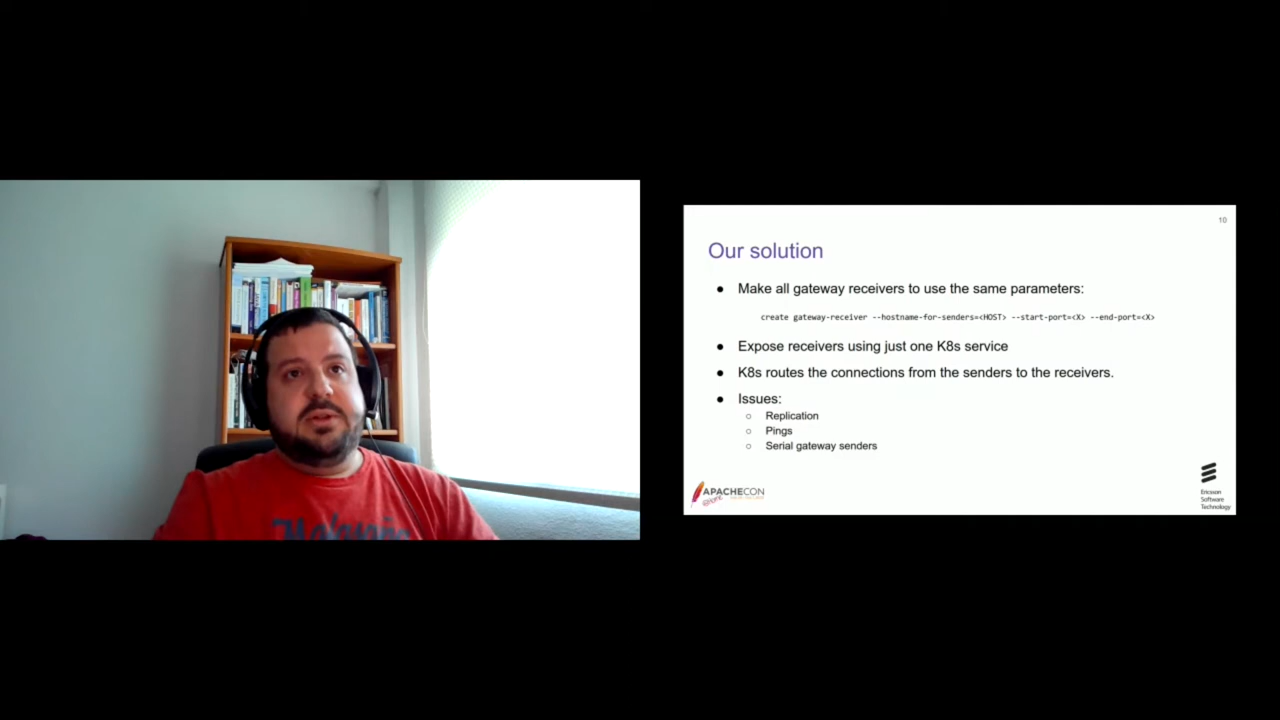 10
Our solution
● Make all gateway receivers to use the same parameters:
create gateway-receiver --hostname-for-senders=<HOST> --start-port=<X> --end-port=<X>
● Expose receivers using just one K8s service
● K8s routes the connections from the senders to the receivers.
● Issues:
○ Replication
○ Pings
○ Serial gateway senders
APACHECON
@Home
Ericsson
Software
Technology